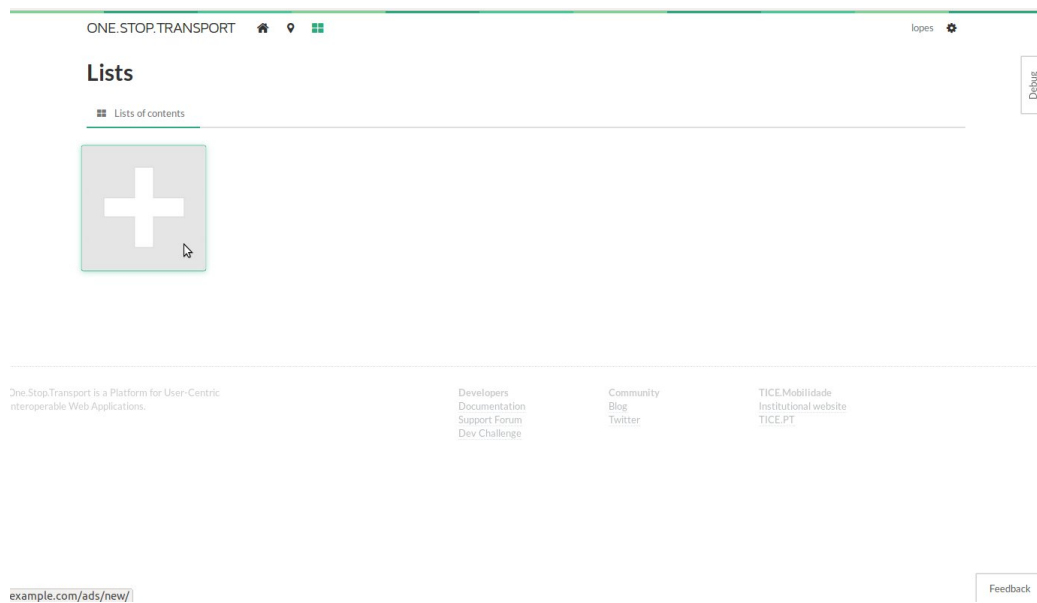 ONE.STOP.TRANSPORT
lopes
Debug
Lists
Lists of contents
One.Stop.Transport is a Platform for User-Centric
Interoperable Web Applications.
Developers
Documentation
Support Forum
Dev Challenge
Community
Blog
Twitter
TICE.Mobilidade
Institutional website
TICE.PT
Feedback
example.com/ads/new/